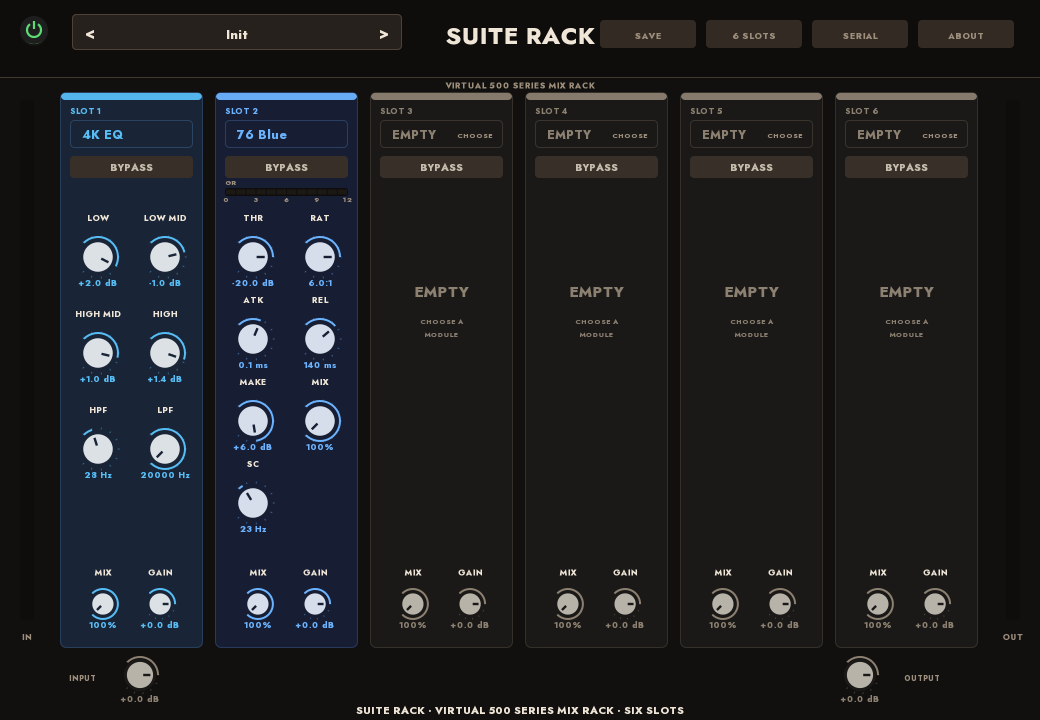 < Init >
SUITE RACK
SAVE
6 SLOTS
SERIAL
ABOUT
VIRTUAL 500 SERIES MIX RACK
SLOT 1
4K EQ
BYPASS
LOW LOW MID
+2.0 dB -1.0 dB
HIGH MID HIGH
+1.0 dB +1.4 dB
HPF LPF
28 Hz 20000 Hz
MIX GAIN
100% +0.0 dB
SLOT 2
76 Blue
BYPASS
GR
0 3 6 9 12
THR RAT
-20.0 dB 6.0:1
ATK REL
0.1 ms 140 ms
MAKE MIX
+6.0 dB 100%
SC
23 Hz
MIX GAIN
100% +0.0 dB
SLOT 3
EMPTY CHOOSE
BYPASS
EMPTY
CHOOSE A
MODULE
MIX GAIN
100% +0.0 dB
SLOT 4
EMPTY CHOOSE
BYPASS
EMPTY
CHOOSE A
MODULE
MIX GAIN
100% +0.0 dB
SLOT 5
EMPTY CHOOSE
BYPASS
EMPTY
CHOOSE A
MODULE
MIX GAIN
100% +0.0 dB
SLOT 6
EMPTY CHOOSE
BYPASS
EMPTY
CHOOSE A
MODULE
MIX GAIN
100% +0.0 dB
IN
OUT
INPUT
+0.0 dB
OUTPUT
+0.0 dB
SUITE RACK · VIRTUAL 500 SERIES MIX RACK · SIX SLOTS